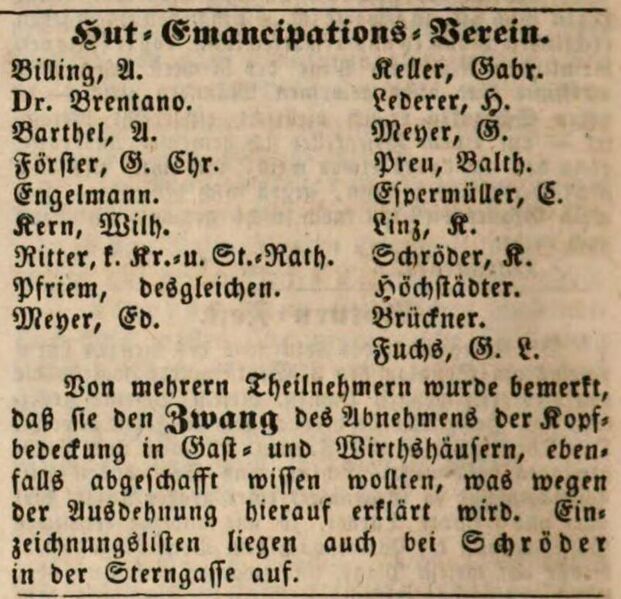 Hut-Emancipations-Verein.
Billing, A.
Dr. Brentano.
Barthel, A.
Förster, G. Chr.
Engelmann.
Kern, Wilh.
Ritter, k. Kr.- u. St.-Rath.
Pfriem, desgleichen.
Meyer, Ed.
Keller, Gabr.
Lederer, H.
Meyer, G.
Preu, Balth.
Espermüller, E.
Linz, K.
Schröder, K.
Höchstädter.
Brückner.
Fuchs, G. L.
Von mehrern Theilnehmern wurde bemerkt,
daß sie den Zwang des Abnehmens der Kopf-
bedeckung in Gast- und Wirthshäusern, eben-
falls abgeschafft wissen wollten, was wegen
der Ausdehnung hierauf erklärt wird. Ein-
zeichnungslisten liegen auch bei Schröder
in der Sterngasse auf.